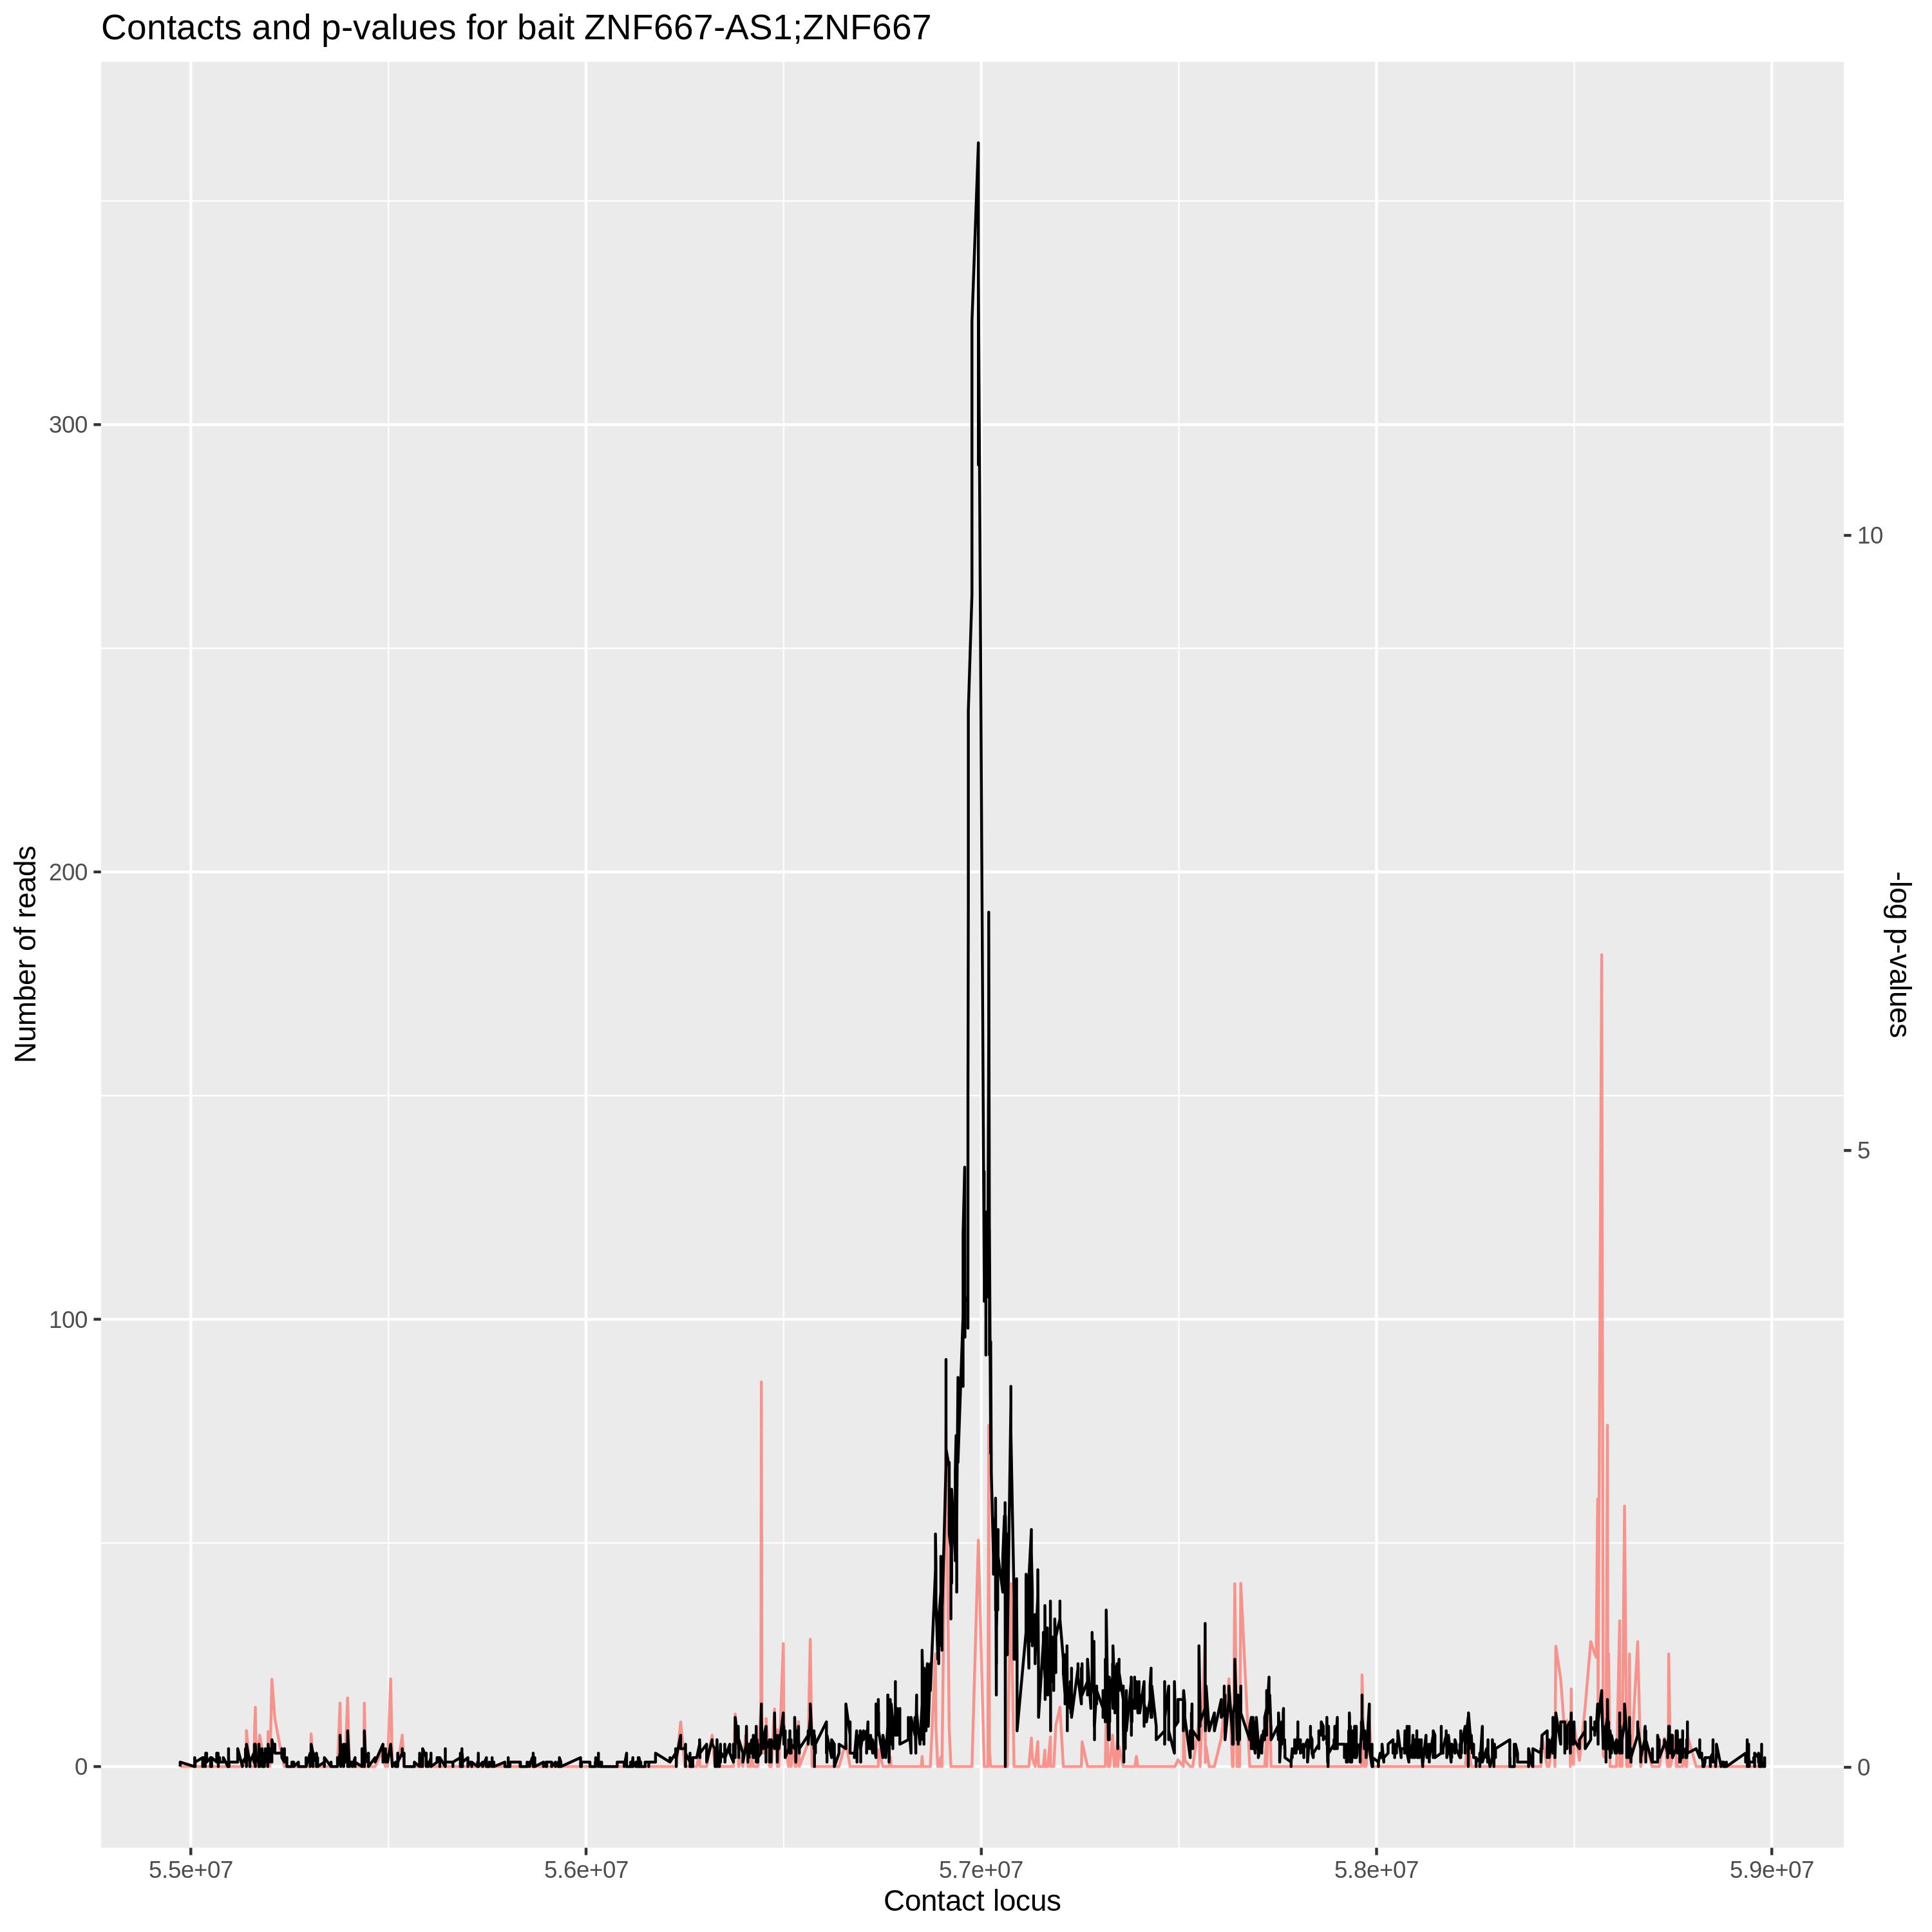 Contacts and p-values for bait ZNF667-AS1;ZNF667
300
200
100
0
Number of reads
10
5
0
-log p-values
5.5e+07
5.6e+07
5.7e+07
5.8e+07
5.9e+07
Contact locus